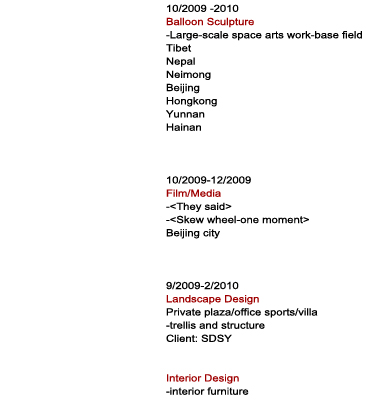 10/2009 -2010
Balloon Sculpture
-Large-scale space arts work-base field
Tibet
Nepal
Neimong
Beijing
Hongkong
Yunnan
Hainan
10/2009-12/2009
Film/Media
-<They said>
-<Skew wheel-one moment>
Beijing city
9/2009-2/2010
Landscape Design
Private plaza/office sports/villa
-trellis and structure
Client: SDSY
Interior Design
-interior furniture